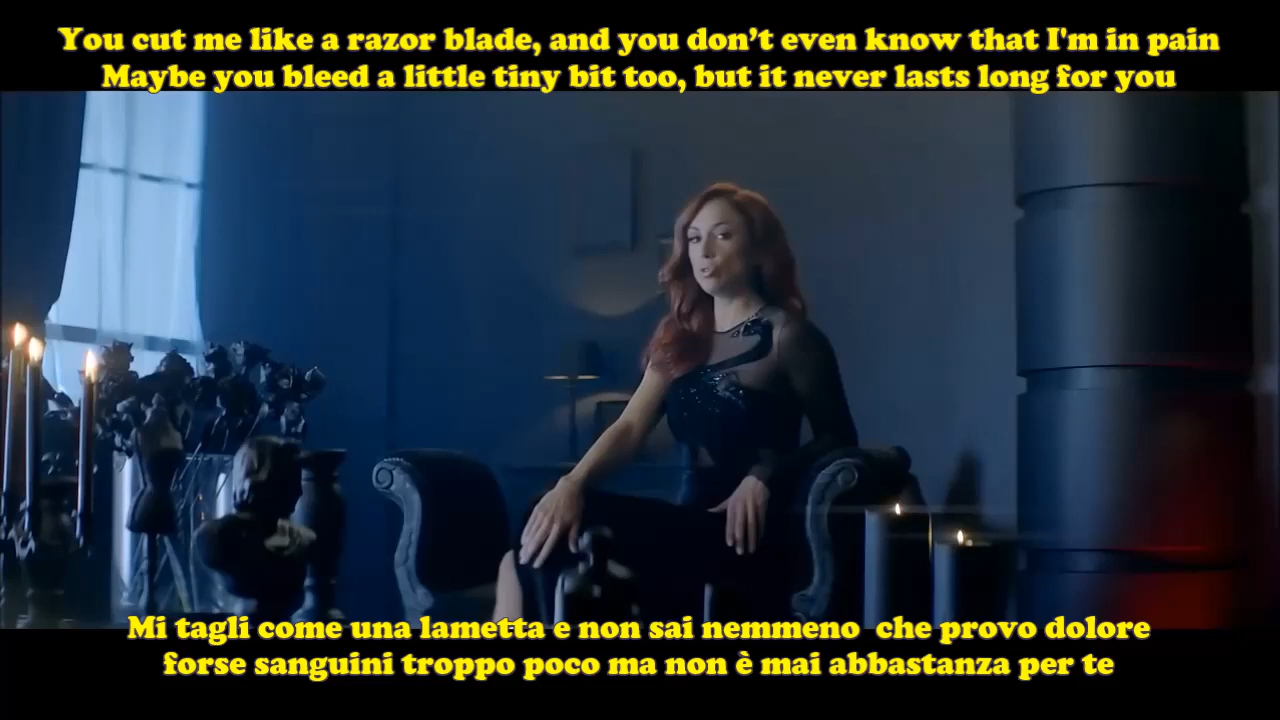 You cut me like a razor blade, and you don’t even know that I'm in pain
Maybe you bleed a little tiny bit too, but it never lasts long for you
Mi tagli come una lametta e non sai nemmeno  che provo dolore
forse sanguini troppo poco ma non è mai abbastanza per te